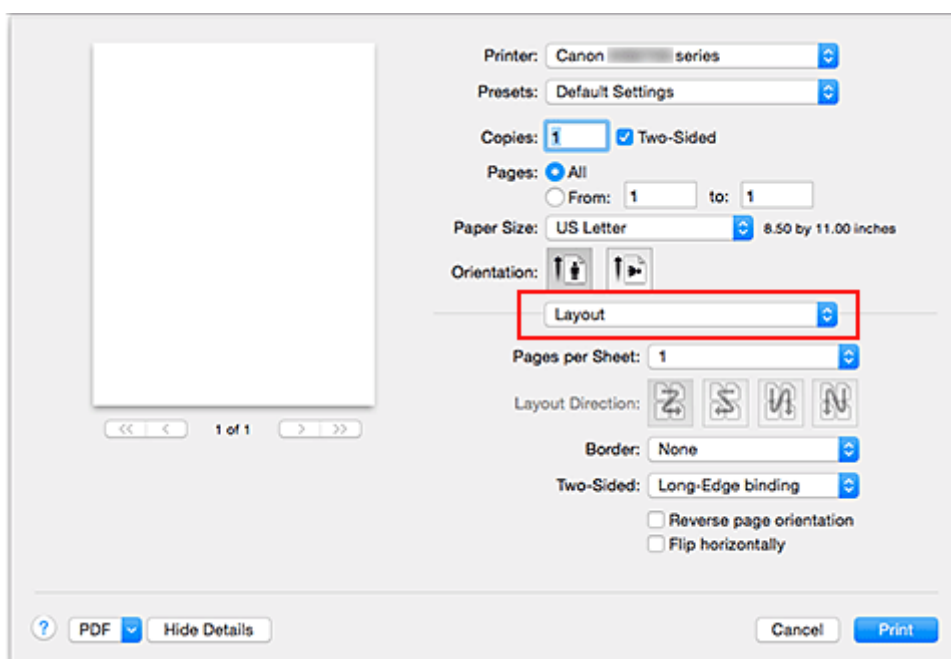 Printer: Canon series
Presets: Default Settings
Copies: 1 Two-Sided
Pages: All
From: 1 to: 1
Paper Size: US Letter 8.50 by 11.00 inches
Orientation:
Layout
Pages per Sheet: 1
Layout Direction:
Border: None
Two-Sided: Long-Edge binding
Reverse page orientation
Flip horizontally
<< < 1 of 1 > >>
? PDF Hide Details Cancel Print